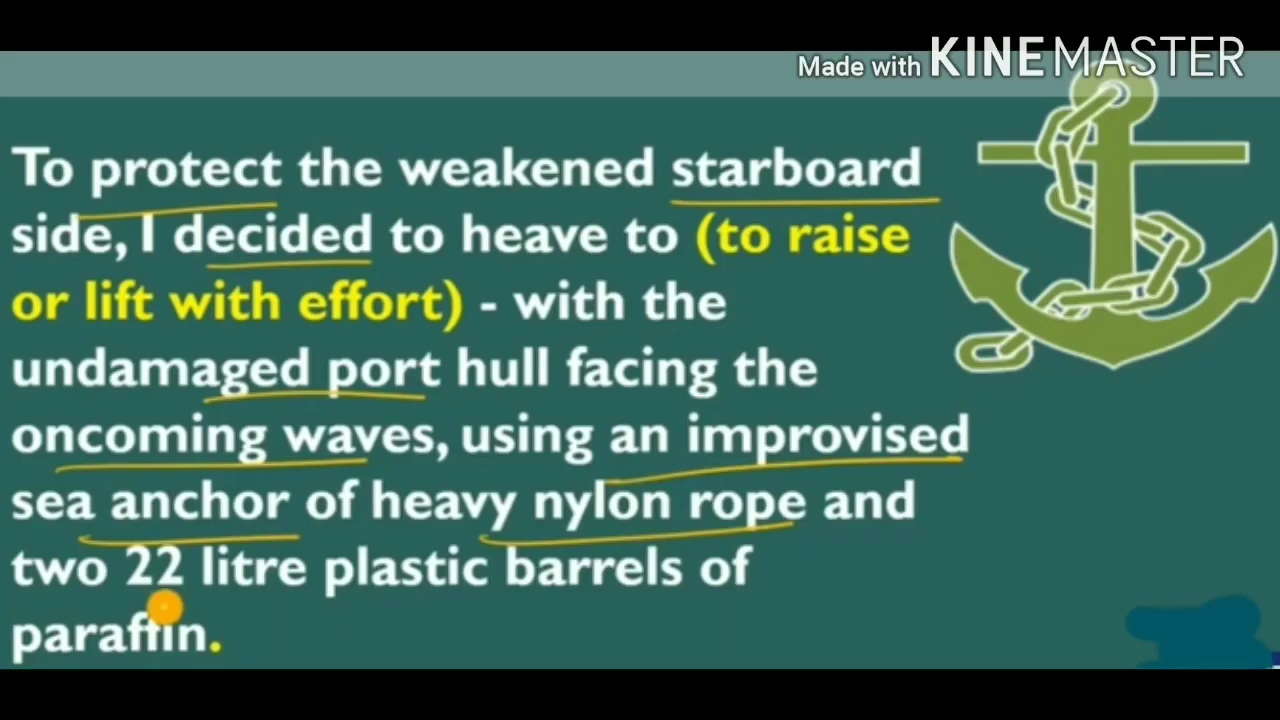 Made with KINEMASTER
To protect the weakened starboard
side, I decided to heave to (to raise
or lift with effort) - with the
undamaged port hull facing the
oncoming waves, using an improvised
sea anchor of heavy nylon rope and
two 22 litre plastic barrels of
paraffin.